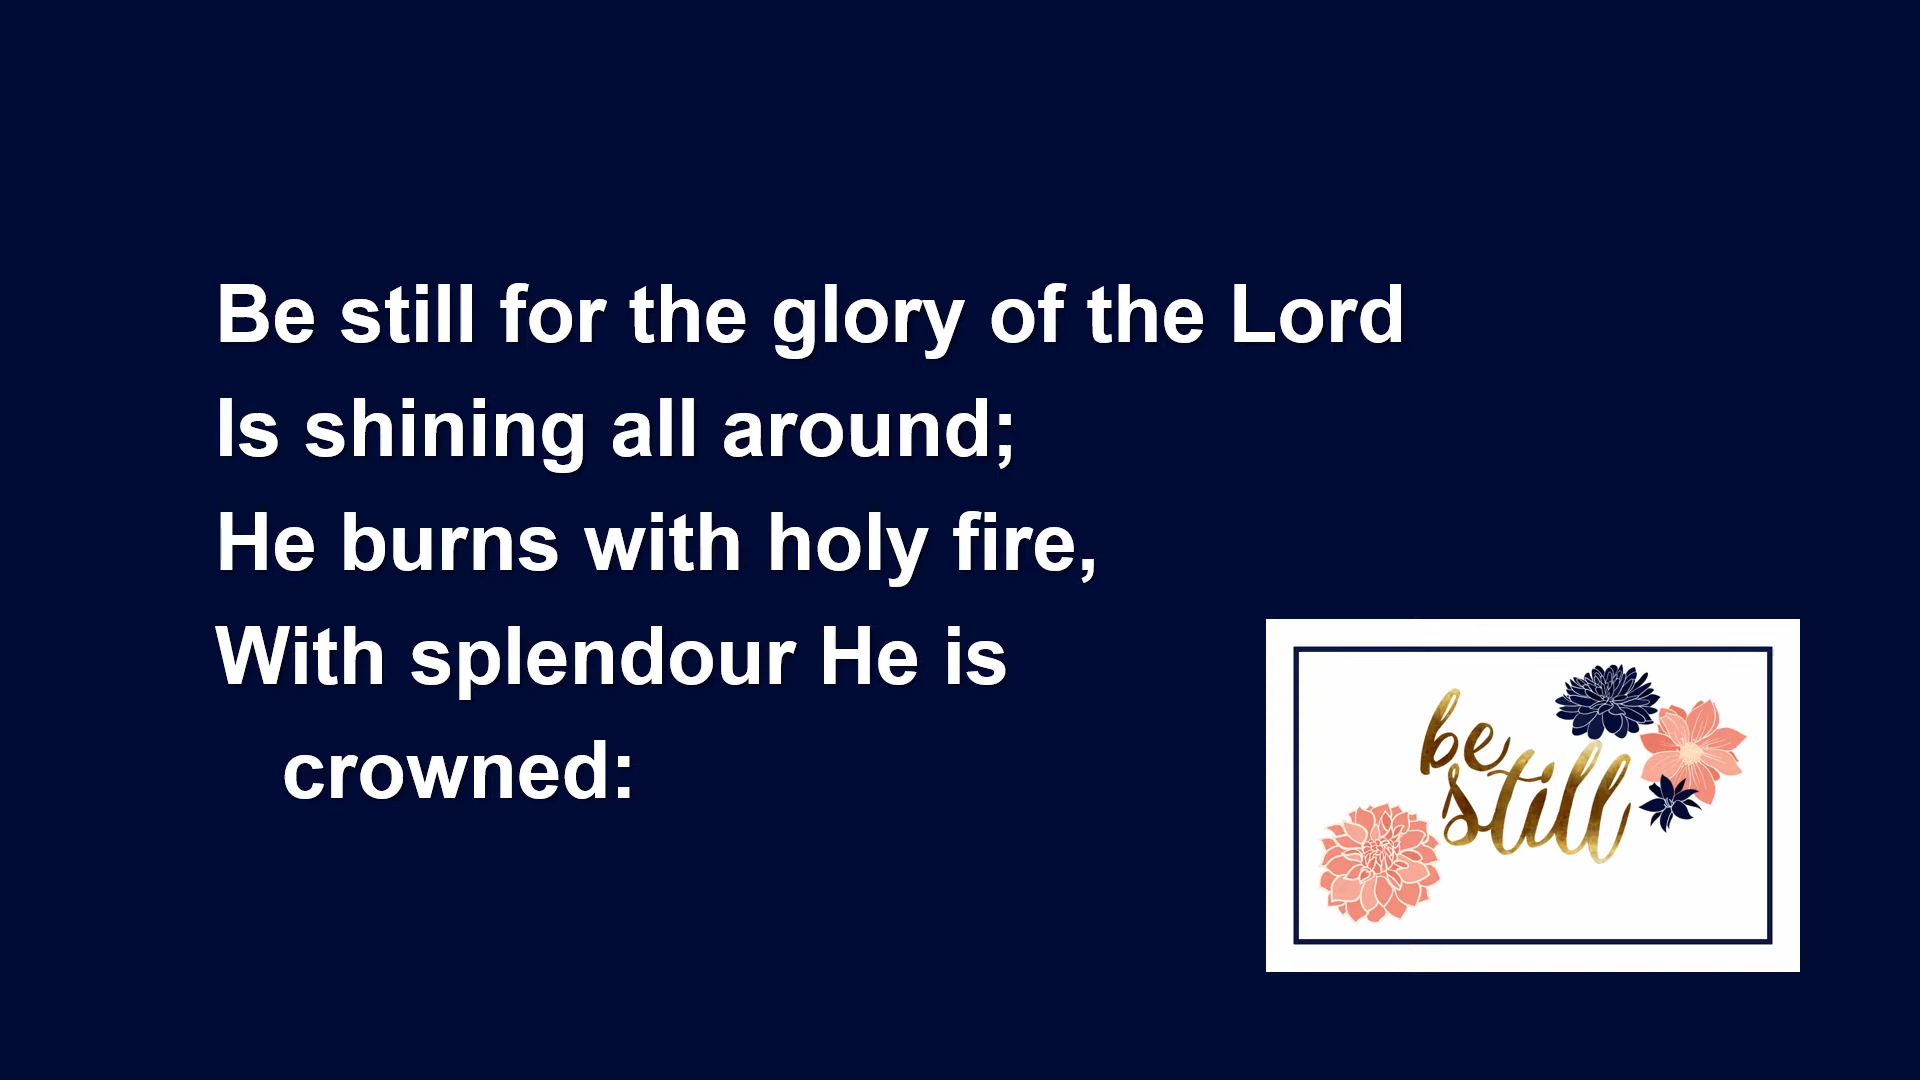 Be still for the glory of the Lord
Is shining all around;
He burns with holy fire,
With splendour He is
crowned:
be
still